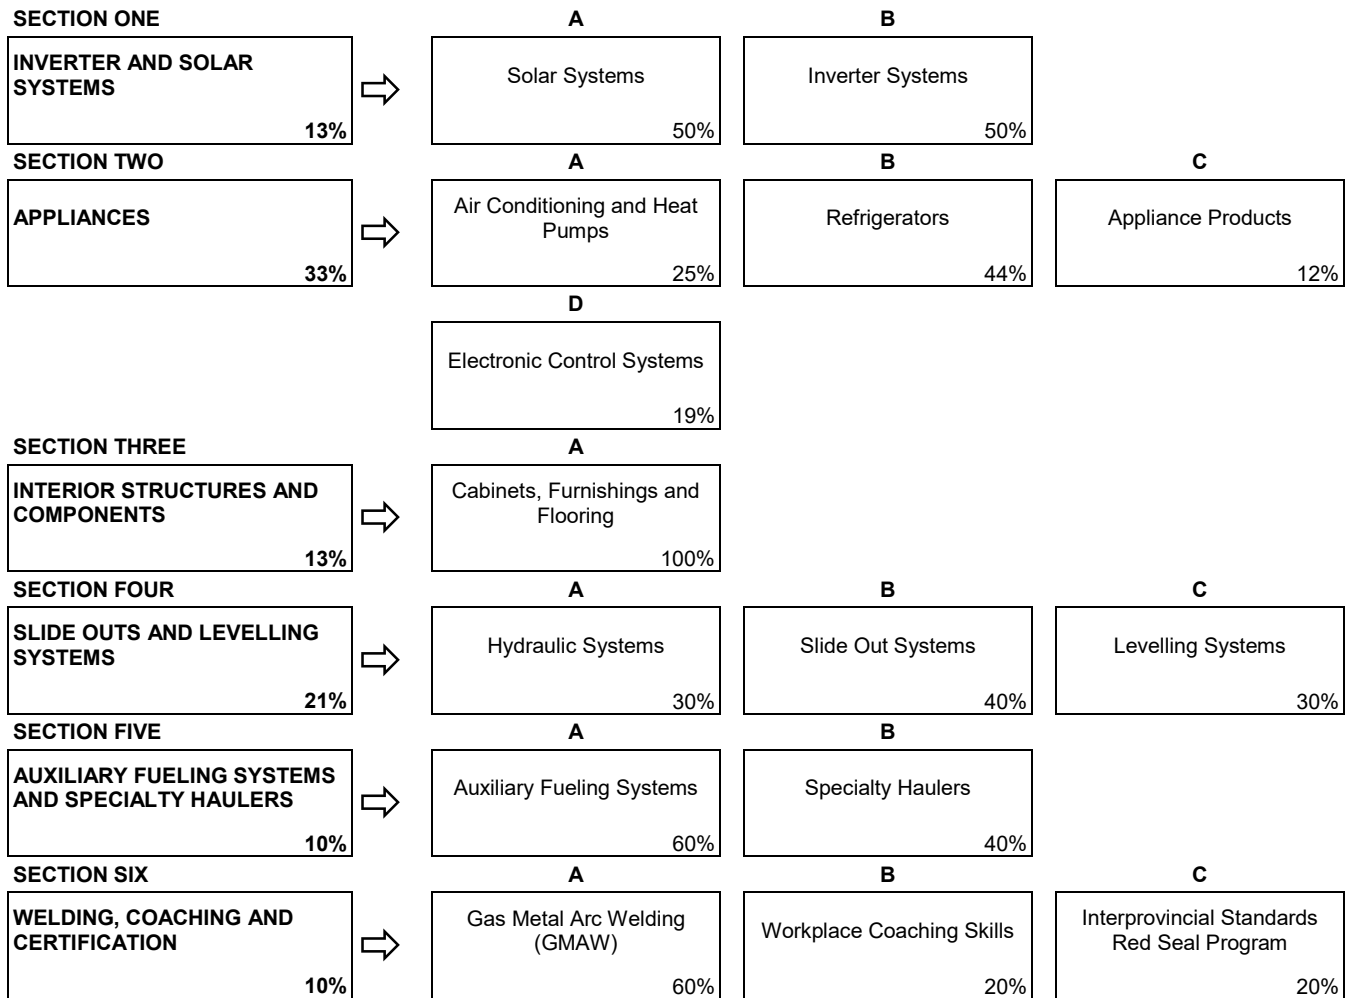 SECTION ONE
A
B
INVERTER AND SOLAR
SYSTEMS
13%
Solar Systems
50%
Inverter Systems
50%
SECTION TWO
A
B
C
APPLIANCES
33%
Air Conditioning and Heat
Pumps
25%
Refrigerators
44%
Appliance Products
12%
D
Electronic Control Systems
19%
SECTION THREE
A
INTERIOR STRUCTURES AND
COMPONENTS
13%
Cabinets, Furnishings and
Flooring
100%
SECTION FOUR
A
B
C
SLIDE OUTS AND LEVELLING
SYSTEMS
21%
Hydraulic Systems
30%
Slide Out Systems
40%
Levelling Systems
30%
SECTION FIVE
A
B
AUXILIARY FUELING SYSTEMS
AND SPECIALTY HAULERS
10%
Auxiliary Fueling Systems
60%
Specialty Haulers
40%
SECTION SIX
A
B
C
WELDING, COACHING AND
CERTIFICATION
10%
Gas Metal Arc Welding
(GMAW)
60%
Workplace Coaching Skills
20%
Interprovincial Standards
Red Seal Program
20%